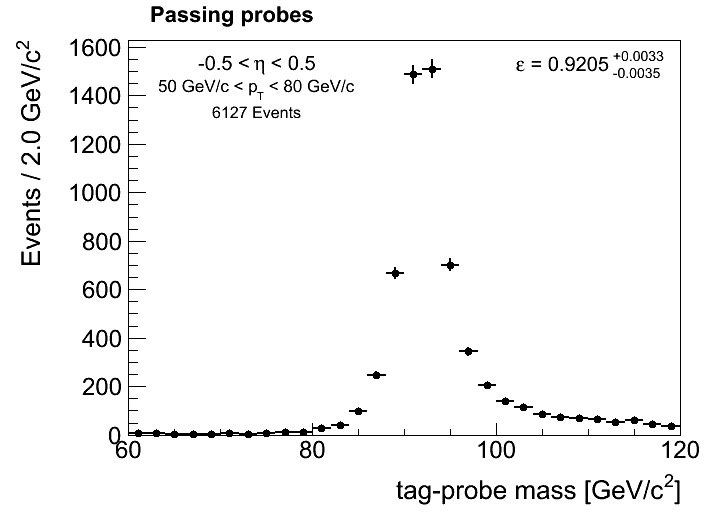 Passing probes
-0.5 < η < 0.5
50 GeV/c < p_T < 80 GeV/c
6127 Events
ε = 0.9205 +0.0033 -0.0035
Events / 2.0 GeV/c²
1600
1400
1200
1000
800
600
400
200
0
60 80 100 120
tag-probe mass [GeV/c²]